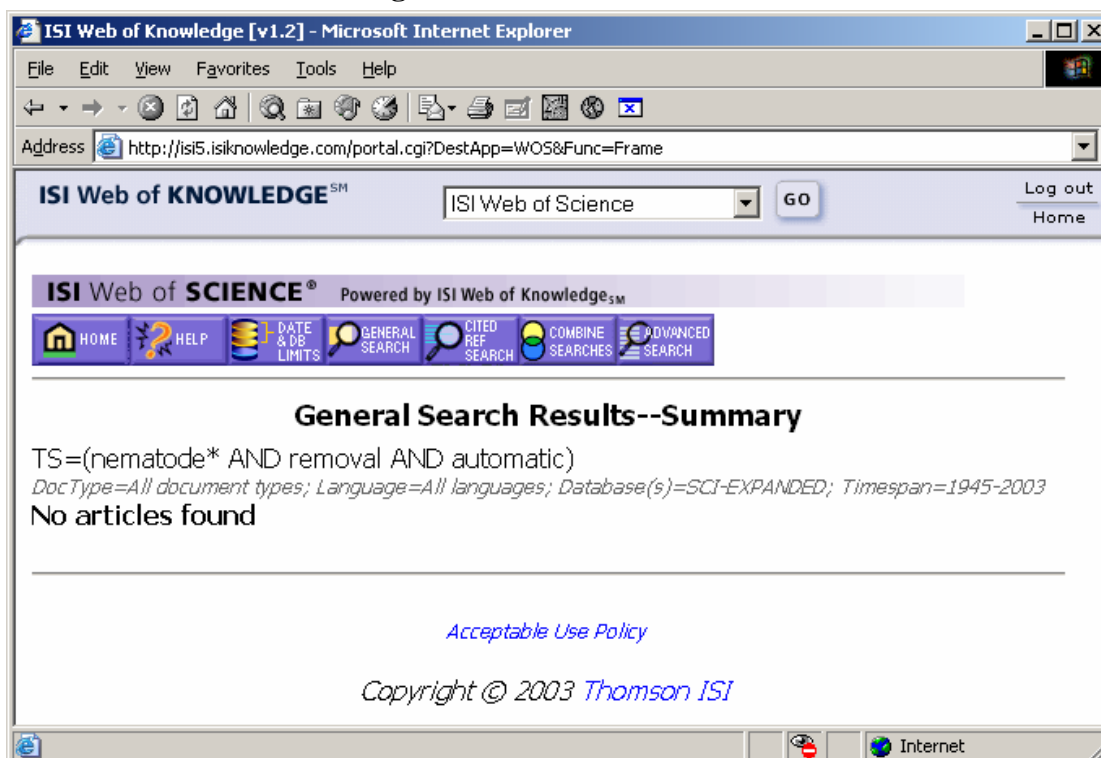 ISI Web of Knowledge [v1.2] - Microsoft Internet Explorer
File Edit View Favorites Tools Help
Address http://isi5.isiknowledge.com/portal.cgi?DestApp=WOS&Func=Frame
ISI Web of KNOWLEDGE SM ISI Web of Science GO Log out
Home
ISI Web of SCIENCE® Powered by ISI Web of Knowledge SM
HOME HELP DATE & DB LIMITS GENERAL SEARCH CITED REF SEARCH COMBINE SEARCHES ADVANCED SEARCH
General Search Results--Summary
TS=(nematode* AND removal AND automatic)
DocType=All document types; Language=All languages; Database(s)=SCI-EXPANDED; Timespan=1945-2003
No articles found
Acceptable Use Policy
Copyright © 2003 Thomson ISI
Internet